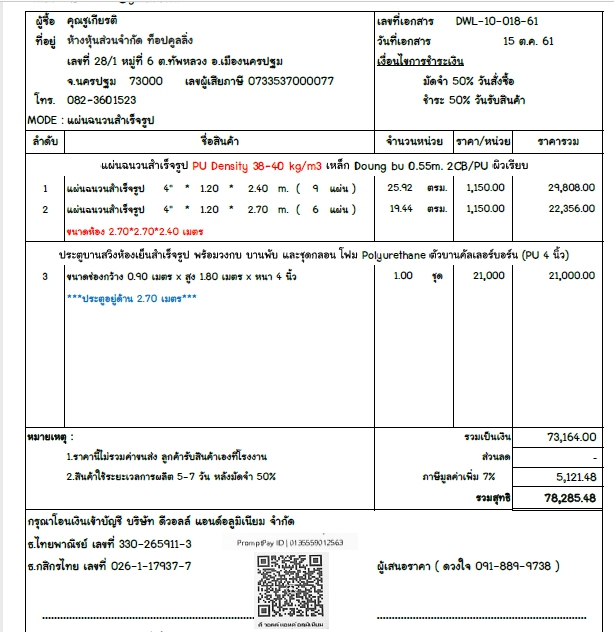 ผู้ซื้อ คุณชูเกียรติ เลขที่เอกสาร DWL-10-018-61
ที่อยู่ ห้างหุ้นส่วนจำกัด ท็อปคูลลิ่ง วันที่เอกสาร 15 ต.ค. 61
เลขที่ 28/1 หมู่ที่ 6 ต.ทัพหลวง อ.เมืองนครปฐม เงื่อนไขการชำระเงิน
จ.นครปฐม 73000 เลขผู้เสียภาษี 0733537000077 มัดจำ 50% วันสั่งซื้อ
โทร. 082-3601523 ชำระ 50% วันรับสินค้า
MODE : แผ่นฉนวนสำเร็จรูป
ลำดับ ชื่อสินค้า จำนวนหน่วย ราคา/หน่วย ราคารวม
แผ่นฉนวนสำเร็จรูป PU Density 38-40 kg/m3 เหล็ก Doung bu 0.55m. 2CB/PU ผิวเรียบ
1 แผ่นฉนวนสำเร็จรูป 4" * 1.20 * 2.40 m. ( 9 แผ่น ) 25.92 ตรม. 1,150.00 29,808.00
2 แผ่นฉนวนสำเร็จรูป 4" * 1.20 * 2.70 m. ( 6 แผ่น ) 19.44 ตรม. 1,150.00 22,356.00
ขนาดห้อง 2.70*2.70*2.40 เมตร
ประตูบานสวิงห้องเย็นสำเร็จรูป พร้อมวงกบ บานพับ และชุดกลอน โฟม Polyurethane ตัวบานคัลเลอร์บอร์น (PU 4 นิ้ว)
3 ขนาดช่องกว้าง 0.90 เมตร x สูง 1.80 เมตร x หนา 4 นิ้ว 1.00 ชุด 21,000 21,000.00
***ประตูอยู่ด้าน 2.70 เมตร***
หมายเหตุ : รวมเป็นเงิน 73,164.00
1.ราคานี้ไม่รวมค่าขนส่ง ลูกค้ารับสินค้าเองที่โรงงาน ส่วนลด -
2.สินค้าใช้ระยะเวลการผลิต 5-7 วัน หลังมัดจำ 50% ภาษีมูลค่าเพิ่ม 7% 5,121.48
รวมสุทธิ 78,285.48
กรุณาโอนเงินเข้าบัญชี บริษัท ดีวอลล์ แอนด์อลูมิเนียม จำกัด
ธ.ไทยพาณิชย์ เลขที่ 330-265911-3 PromptPay ID | 0135559012563
ธ.กสิกรไทย เลขที่ 026-1-17937-7 ผู้เสนอราคา ( ดวงใจ 091-889-9738 )
ดีวอลล์ แอนด์ อลูมิเนียม